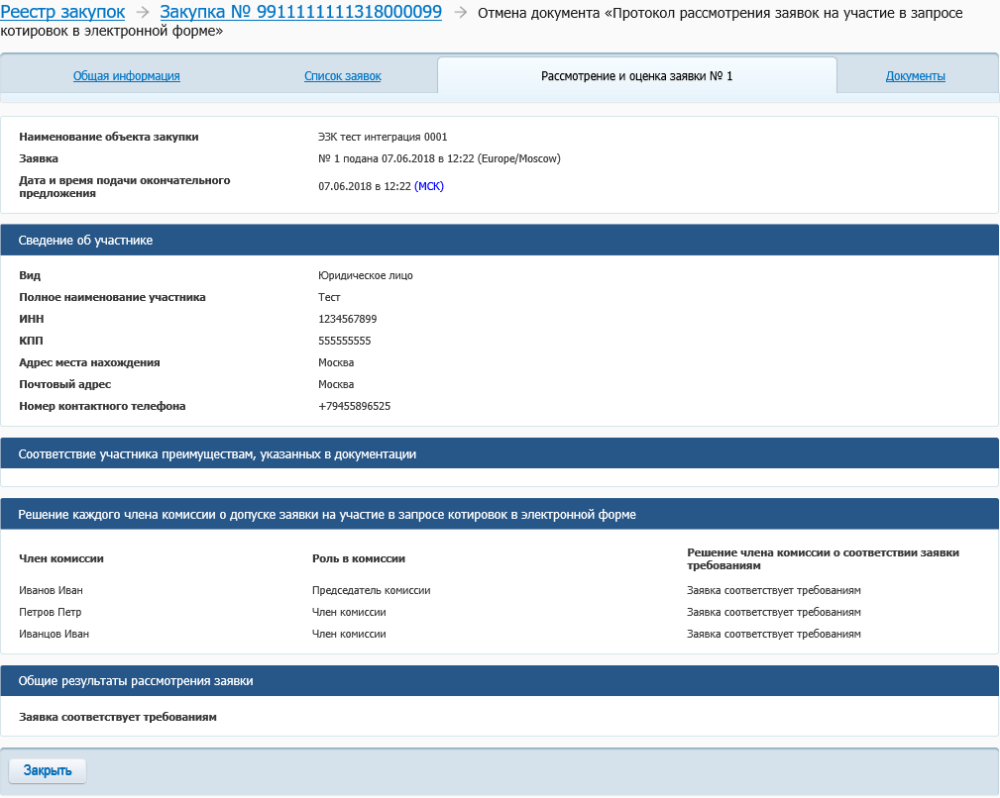 Реестр закупок → Закупка № 9911111111318000099 → Отмена документа «Протокол рассмотрения заявок на участие в запросе
котировок в электронной форме»
Общая информация Список заявок Рассмотрение и оценка заявки № 1 Документы
Наименование объекта закупки ЭЗК тест интеграция 0001
Заявка № 1 подана 07.06.2018 в 12:22 (Europe/Moscow)
Дата и время подачи окончательного
предложения 07.06.2018 в 12:22 (МСК)
Сведение об участнике
Вид Юридическое лицо
Полное наименование участника Тест
ИНН 1234567899
КПП 555555555
Адрес места нахождения Москва
Почтовый адрес Москва
Номер контактного телефона +79455896525
Соответствие участника преимуществам, указанных в документации
Решение каждого члена комиссии о допуске заявки на участие в запросе котировок в электронной форме
Член комиссии Роль в комиссии Решение члена комиссии о соответствии заявки
требованиям
Иванов Иван Председатель комиссии Заявка соответствует требованиям
Петров Петр Член комиссии Заявка соответствует требованиям
Иванцов Иван Член комиссии Заявка соответствует требованиям
Общие результаты рассмотрения заявки
Заявка соответствует требованиям
Закрыть